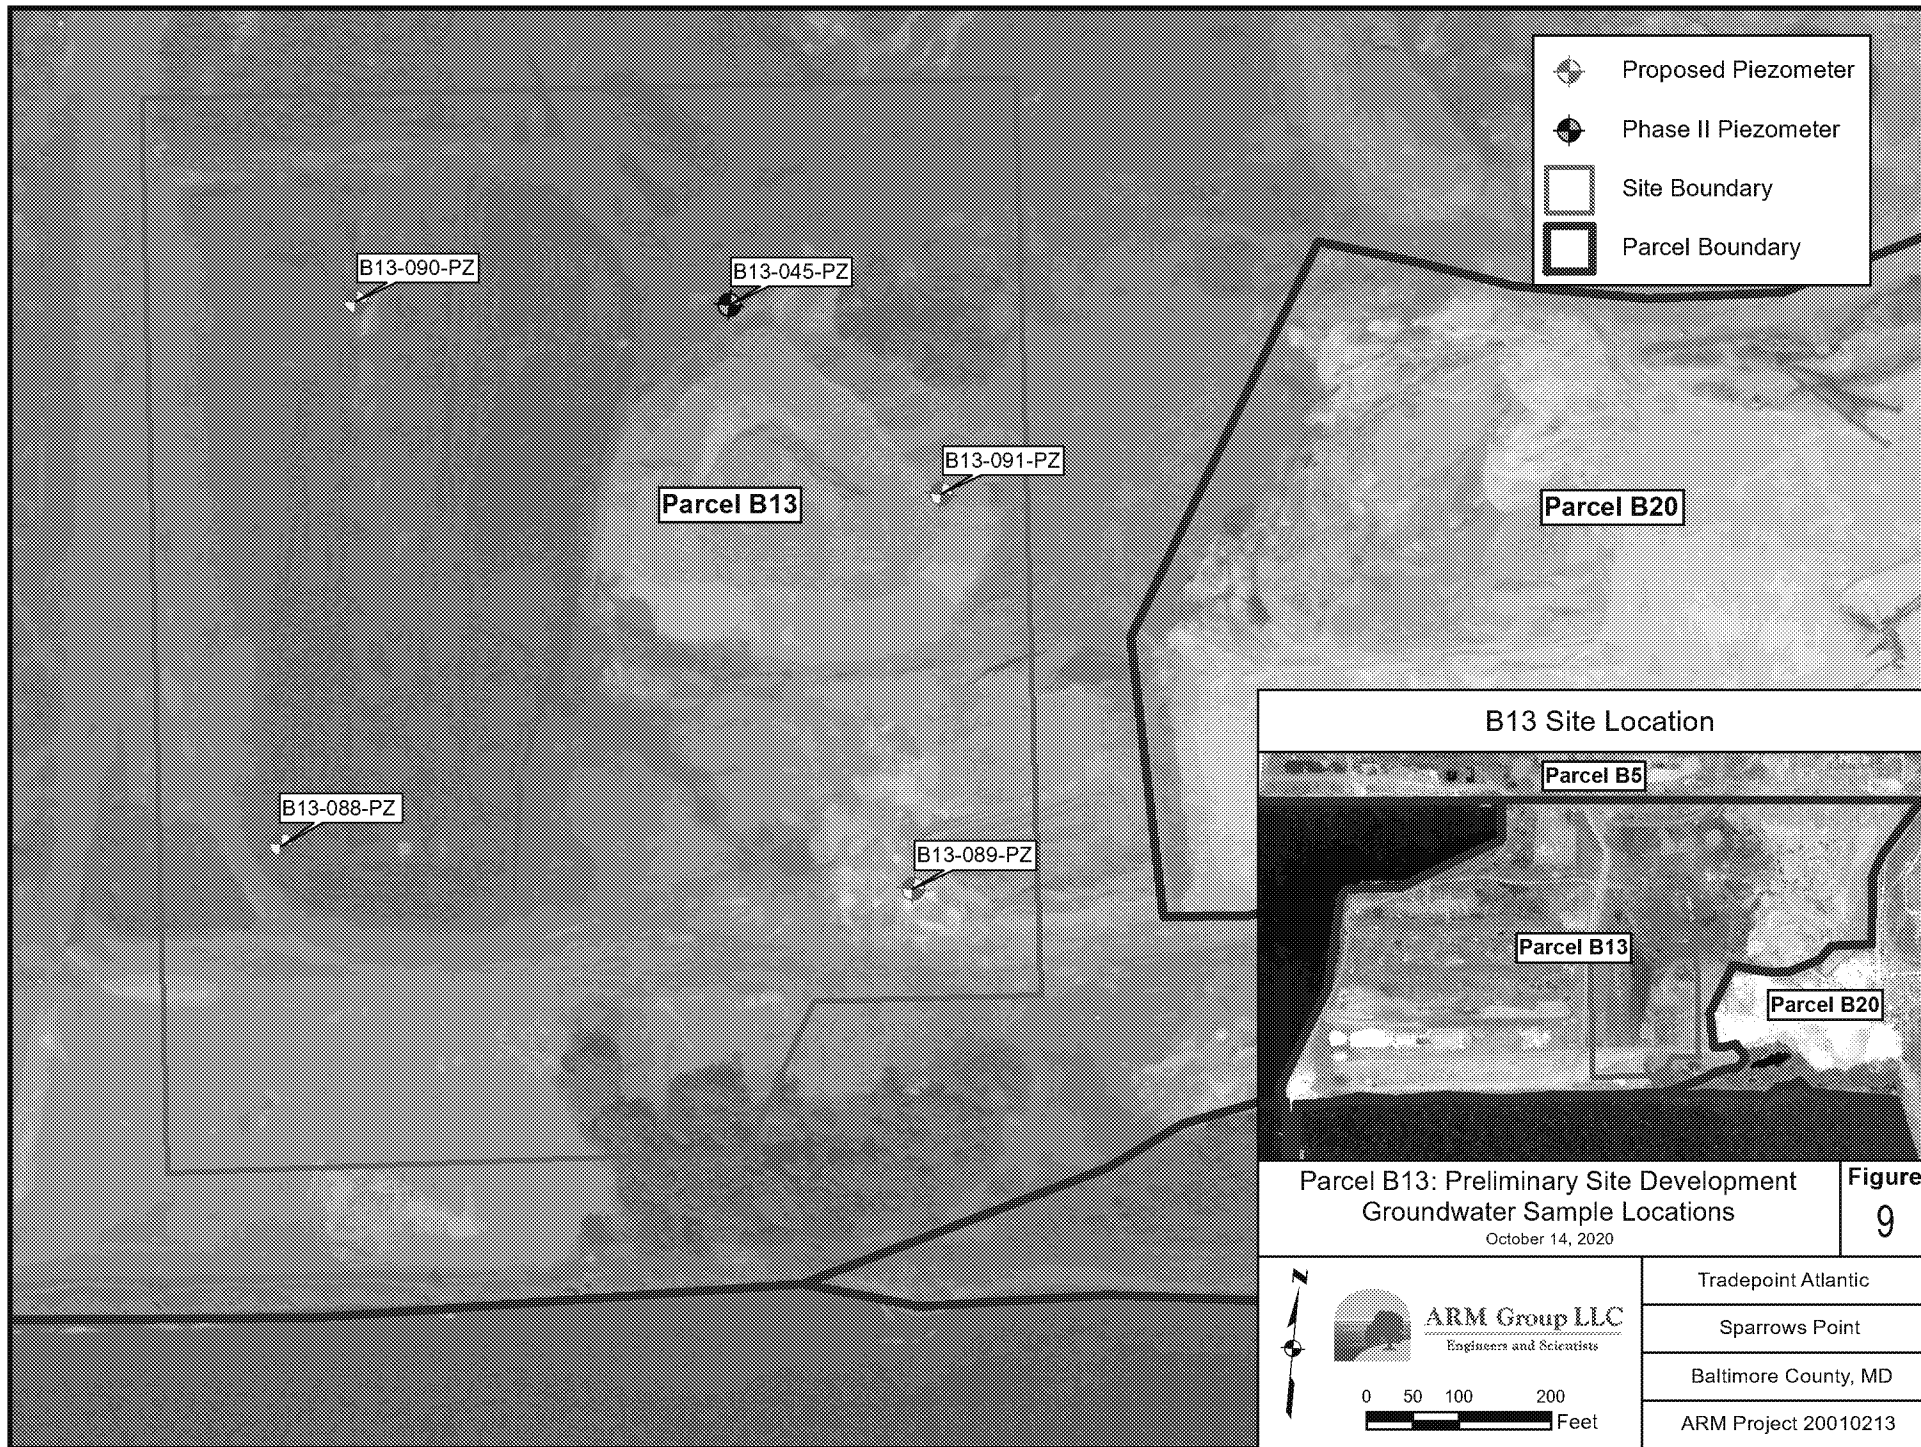 Proposed Piezometer
Phase II Piezometer
Site Boundary
Parcel Boundary
B13-090-PZ
B13-045-PZ
B13-091-PZ
Parcel B13
Parcel B20
B13-088-PZ
B13-089-PZ
B13 Site Location
Parcel B5
Parcel B13
Parcel B20
Parcel B13: Preliminary Site Development
Groundwater Sample Locations
October 14, 2020
Figure
9
N
ARM Group LLC
Engineers and Scientists
0 50 100 200
Feet
Tradepoint Atlantic
Sparrows Point
Baltimore County, MD
ARM Project 20010213